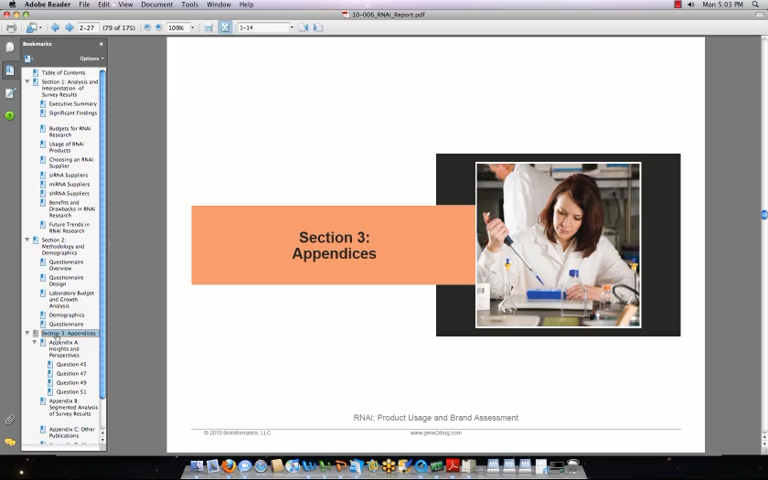 Adobe Reader File Edit View Document Tools Window Help Mon 5:03 PM
10-006_RNAi_Report.pdf
2-27 (79 of 175) 109% 1-14
Bookmarks
Options
Table of Contents
Section 1: Analysis and
Interpretation of
Survey Results
Executive Summary
Significant Findings
Budgets for RNAi
Research
Usage of RNAi
Products
Choosing an RNAi
Supplier
siRNA Suppliers
miRNA Suppliers
shRNA Suppliers
Benefits and
Drawbacks in RNAi
Research
Future Trends in
RNAi Research
Section 2:
Methodology and
Demographics
Questionnaire
Overview
Questionnaire
Design
Laboratory Budget
and Growth
Analysis
Demographics
Questionnaire
Section 3: Appendices
Appendix A:
Insights and
Perspectives
Question 45
Question 47
Question 49
Question 51
Appendix B:
Segmented Analysis
of Survey Results
Appendix C: Other
Publications
Section 3:
Appendices
RNAi: Product Usage and Brand Assessment
© 2010 BioInformatics, LLC www.gene2drug.com